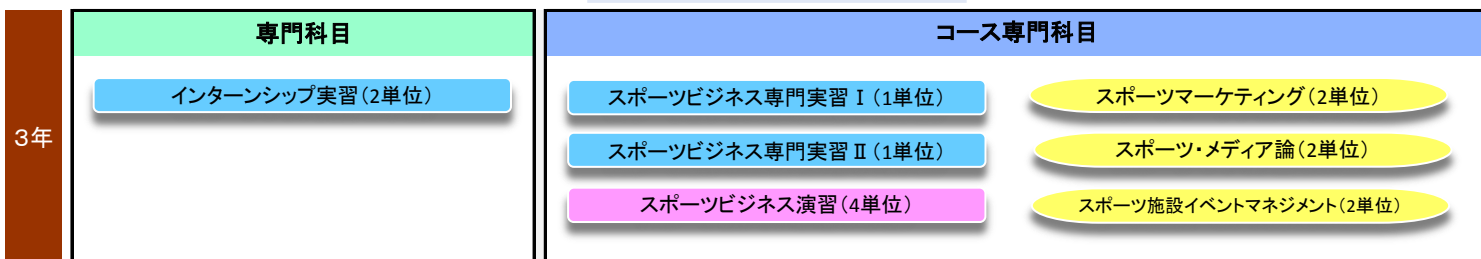 専門科目
コース専門科目
3年
インターンシップ実習(2単位)
スポーツビジネス専門実習Ⅰ(1単位)
スポーツマーケティング(2単位)
スポーツビジネス専門実習Ⅱ(1単位)
スポーツ・メディア論(2単位)
スポーツビジネス演習(4単位)
スポーツ施設イベントマネジメント(2単位)